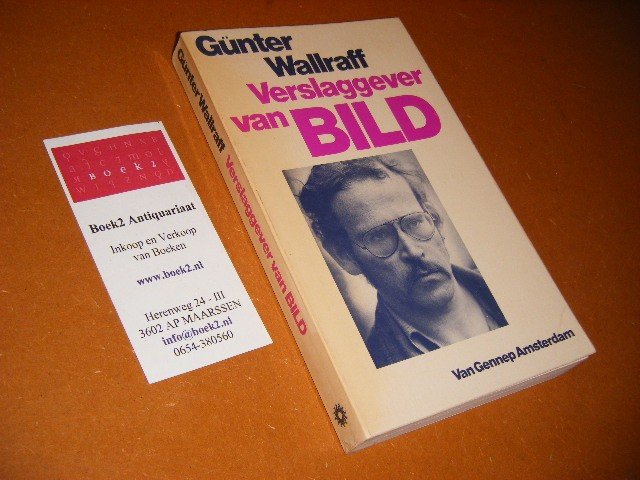 BOEK2
Boek2 Antiquariaat
Inkoop en Verkoop
van Boeken
www.boek2.nl
Herenweg 24 - III
3602 AP MAARSSEN
info@boek2.nl
0654-380560
Günter Wallraff Verslaggever van BILD
Günter
Wallraff
Verslaggever
van BILD
Van Gennep Amsterdam